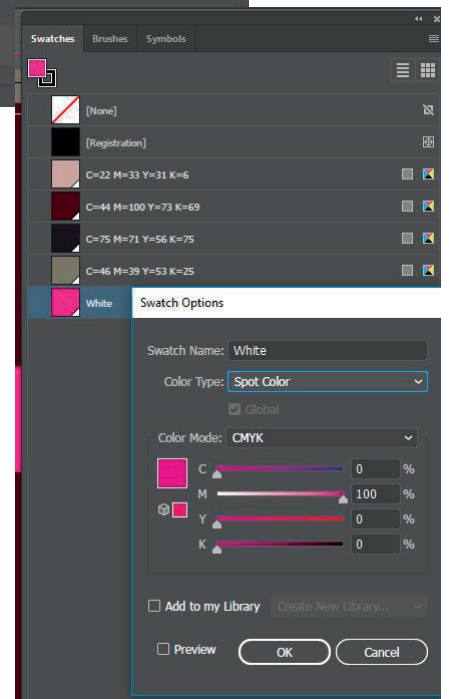 Swatches Brushes Symbols
[None]
[Registration]
C=22 M=33 Y=31 K=6
C=44 M=100 Y=73 K=69
C=75 M=71 Y=56 K=75
C=46 M=39 Y=53 K=25
White
Swatch Options
Swatch Name: White
Color Type: Spot Color
Global
Color Mode: CMYK
C 0 %
M 100 %
Y 0 %
K 0 %
Add to my Library Create New Library...
Preview OK Cancel